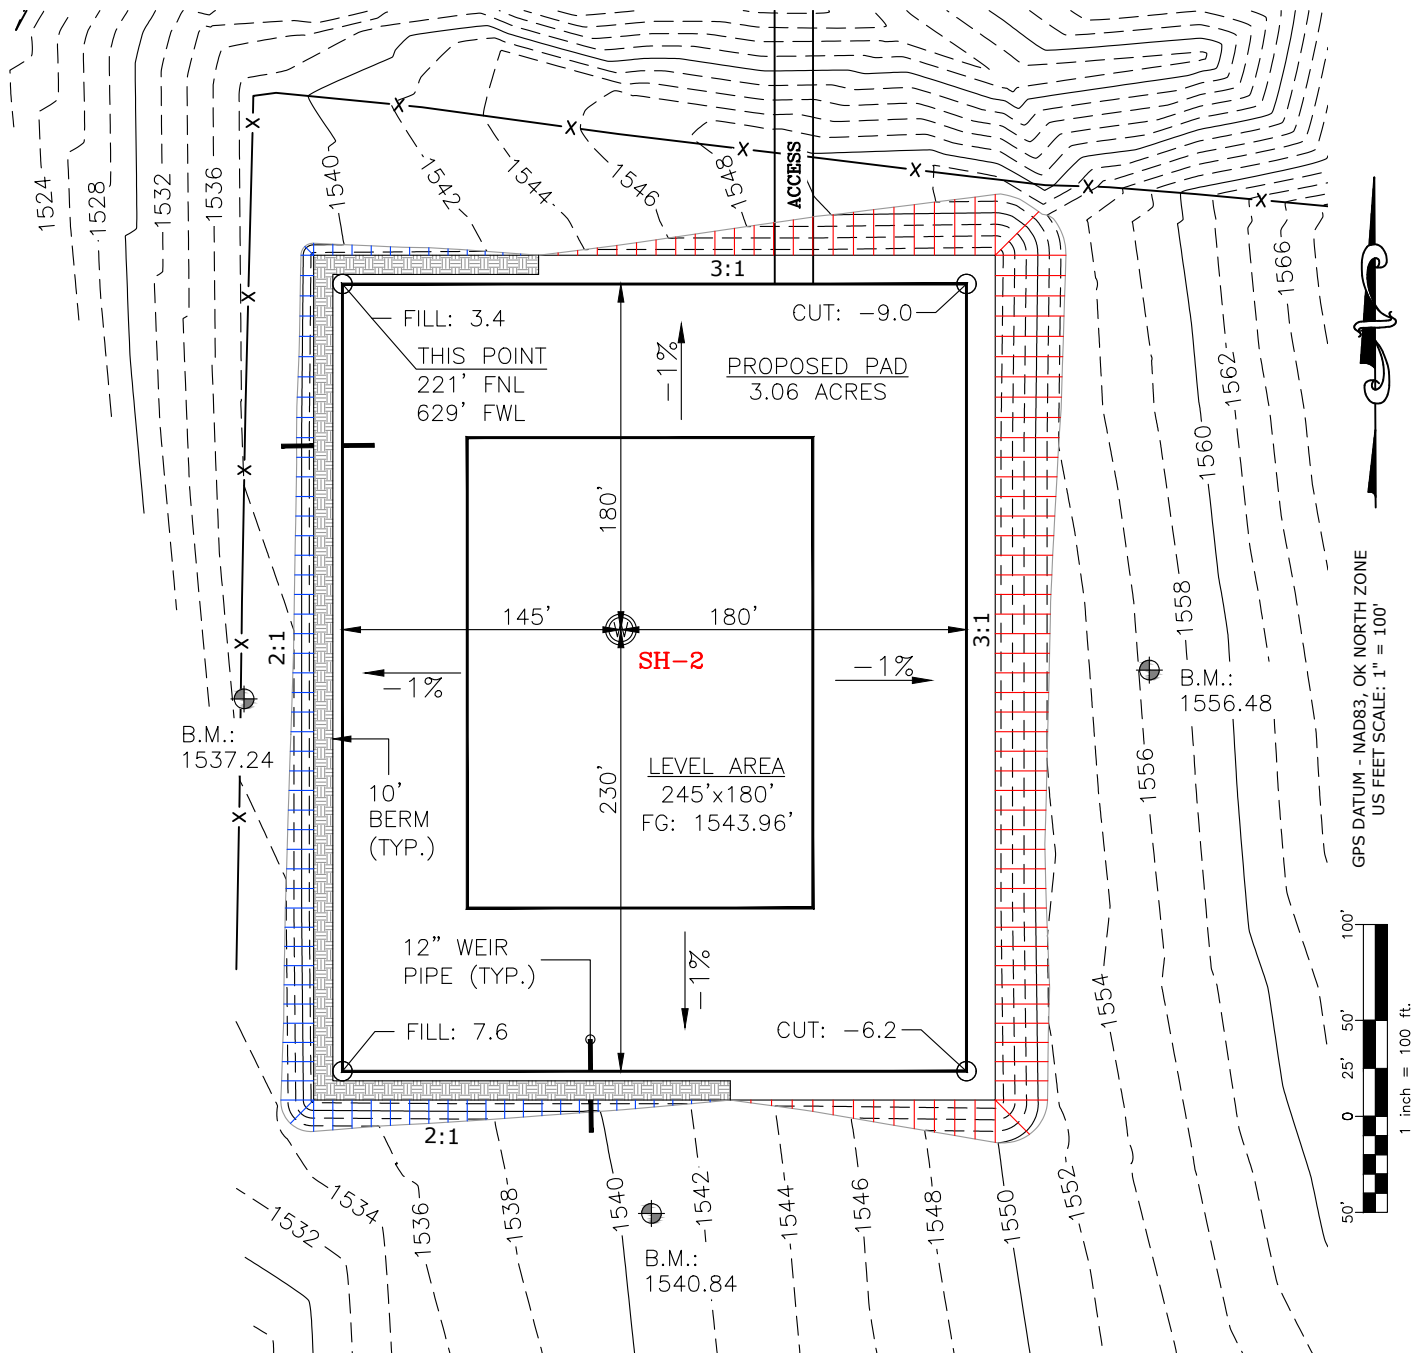 1524
1528
1532
1536
1540
1542
1544
1546
1548
ACCESS
1566
3:1
FILL: 3.4
CUT: -9.0
THIS POINT
221' FNL
629' FWL
-1%
PROPOSED PAD
3.06 ACRES
1562
1560
180'
145'
180'
W
SH-2
2:1
3:1
-1%
-1%
1558
B.M.:
1556.48
B.M.:
1537.24
1556
10'
BERM
(TYP.)
230'
LEVEL AREA
245'x180'
FG: 1543.96'
12" WEIR
PIPE (TYP.)
-1%
1554
FILL: 7.6
CUT: -6.2
2:1
1532
1534
1536
1538
1540
1542
1544
1546
1548
1550
1552
B.M.:
1540.84
GPS DATUM - NAD83, OK NORTH ZONE
US FEET SCALE: 1" = 100'
100'
50'
25'
0
50'
1 inch = 100 ft.
X
X
X
X
X
X
X
X
X
X
X
X